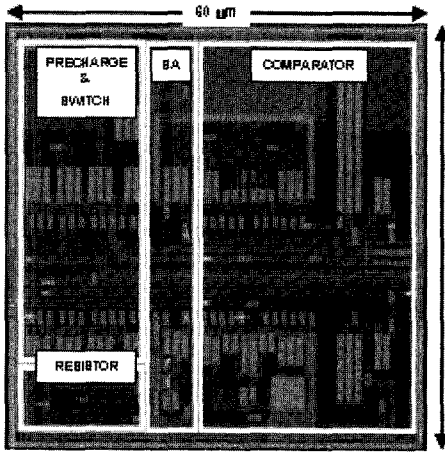 60 µm
PRECHARGE
&
SWITCH
SA
COMPARATOR
RESISTOR